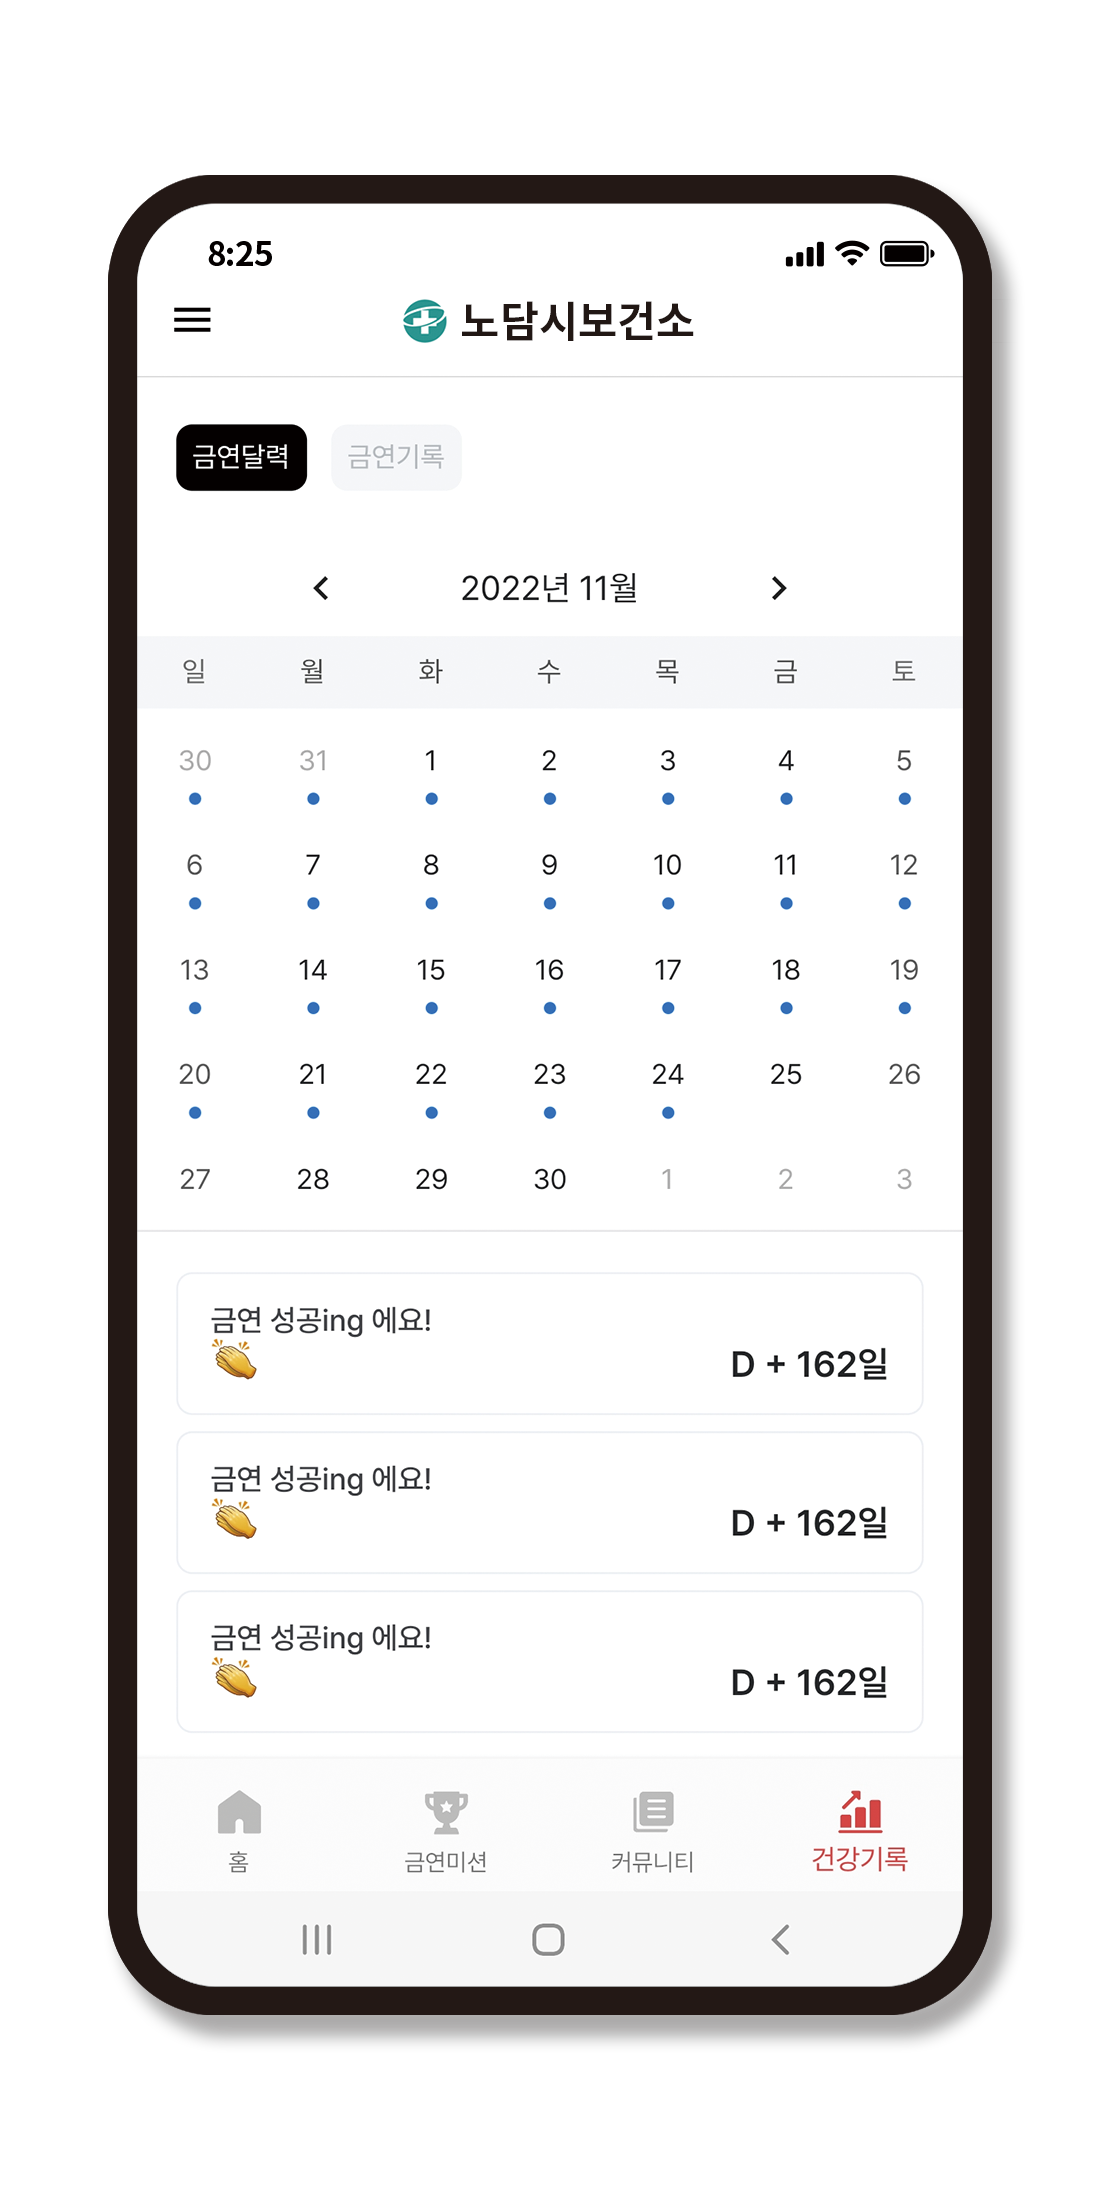 8:25
노담시보건소
금연달력 금연기록
2022년 11월
일 월 화 수 목 금 토
30 31 1 2 3 4 5
6 7 8 9 10 11 12
13 14 15 16 17 18 19
20 21 22 23 24 25 26
27 28 29 30 1 2 3
금연 성공ing 에요!
D + 162일
금연 성공ing 에요!
D + 162일
금연 성공ing 에요!
D + 162일
홈 금연미션 커뮤니티 건강기록